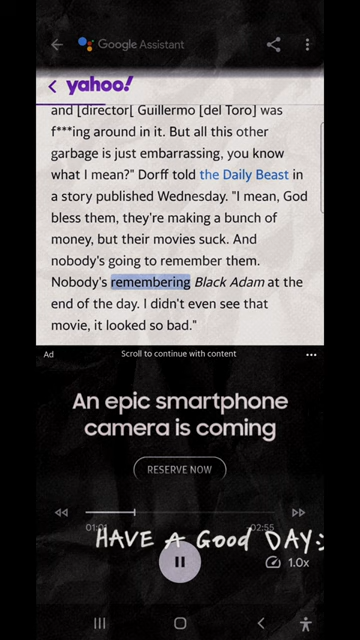 Google Assistant
yahoo!
and [director[ Guillermo [del Toro] was
f***ing around in it. But all this other
garbage is just embarrassing, you know
what I mean?" Dorff told the Daily Beast in
a story published Wednesday. "I mean, God
bless them, they're making a bunch of
money, but their movies suck. And
nobody's going to remember them.
Nobody's remembering Black Adam at the
end of the day. I didn't even see that
movie, it looked so bad."
Ad Scroll to continue with content
An epic smartphone
camera is coming
RESERVE NOW
01:01 02:55
HAVE A Good DAY:
1.0x